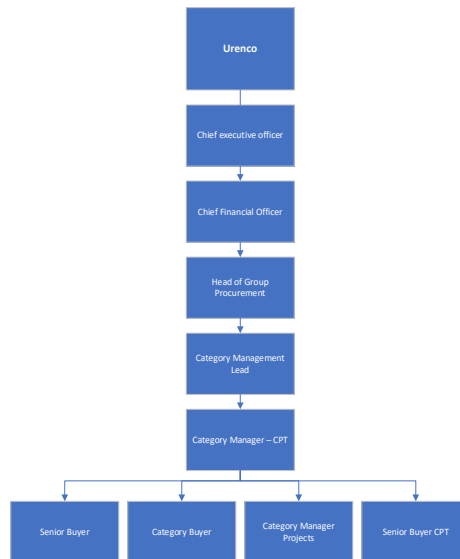 Urenco
Chief executive officer
Chief Financial Officer
Head of Group
Procurement
Category Management
Lead
Category Manager – CPT
Senior Buyer
Category Buyer
Category Manager
Projects
Senior Buyer CPT